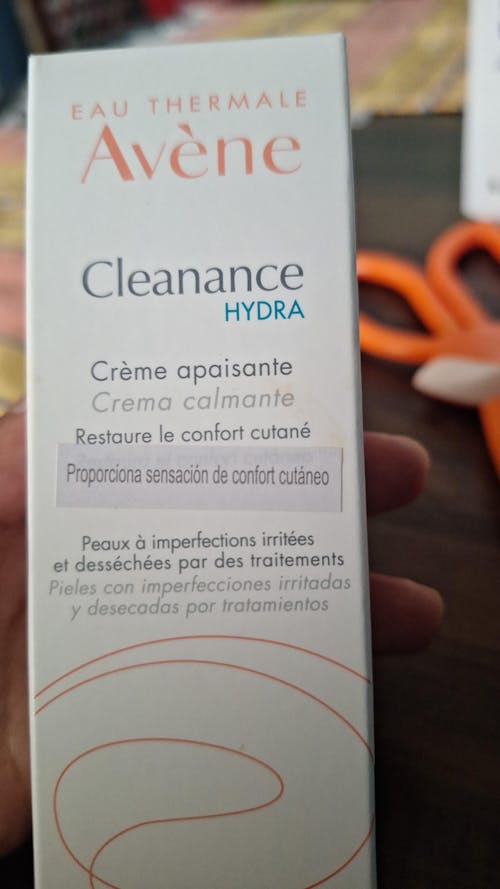 EAU THERMALE
Avène
Cleanance
HYDRA
Crème apaisante
Crema calmante
Restaure le confort cutané
Proporciona sensación de confort cutáneo
Peaux à imperfections irritées
et desséchées par des traitements
Pieles con imperfecciones irritadas
y desecadas por tratamientos